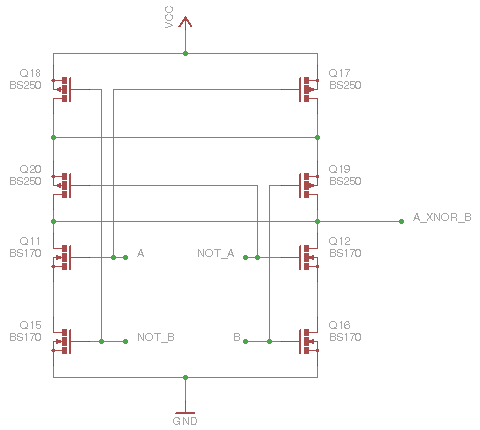 VCC
Q18
BS250
Q17
BS250
Q20
BS250
Q19
BS250
A_XNOR_B
Q11
BS170
A
NOT_A
Q12
BS170
Q15
BS170
NOT_B
B
Q16
BS170
GND